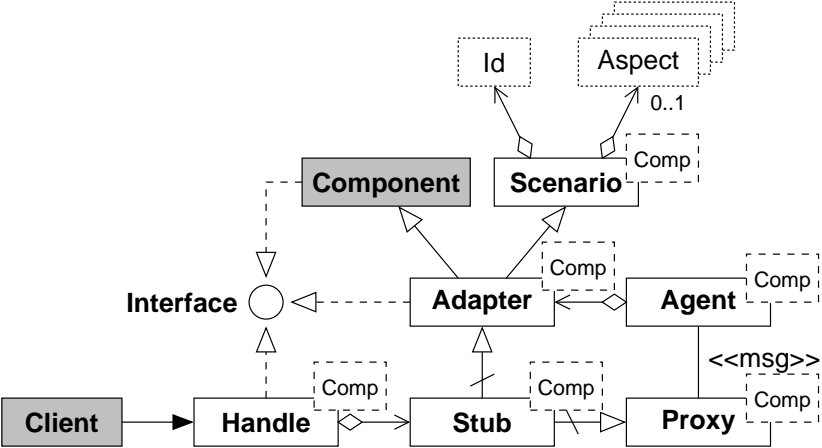 Id
Aspect
0..1
Comp
Component
Scenario
Comp
Comp
Interface
Adapter
Agent
<<msg>>
Comp
Comp
Comp
Client
Handle
Stub
Proxy